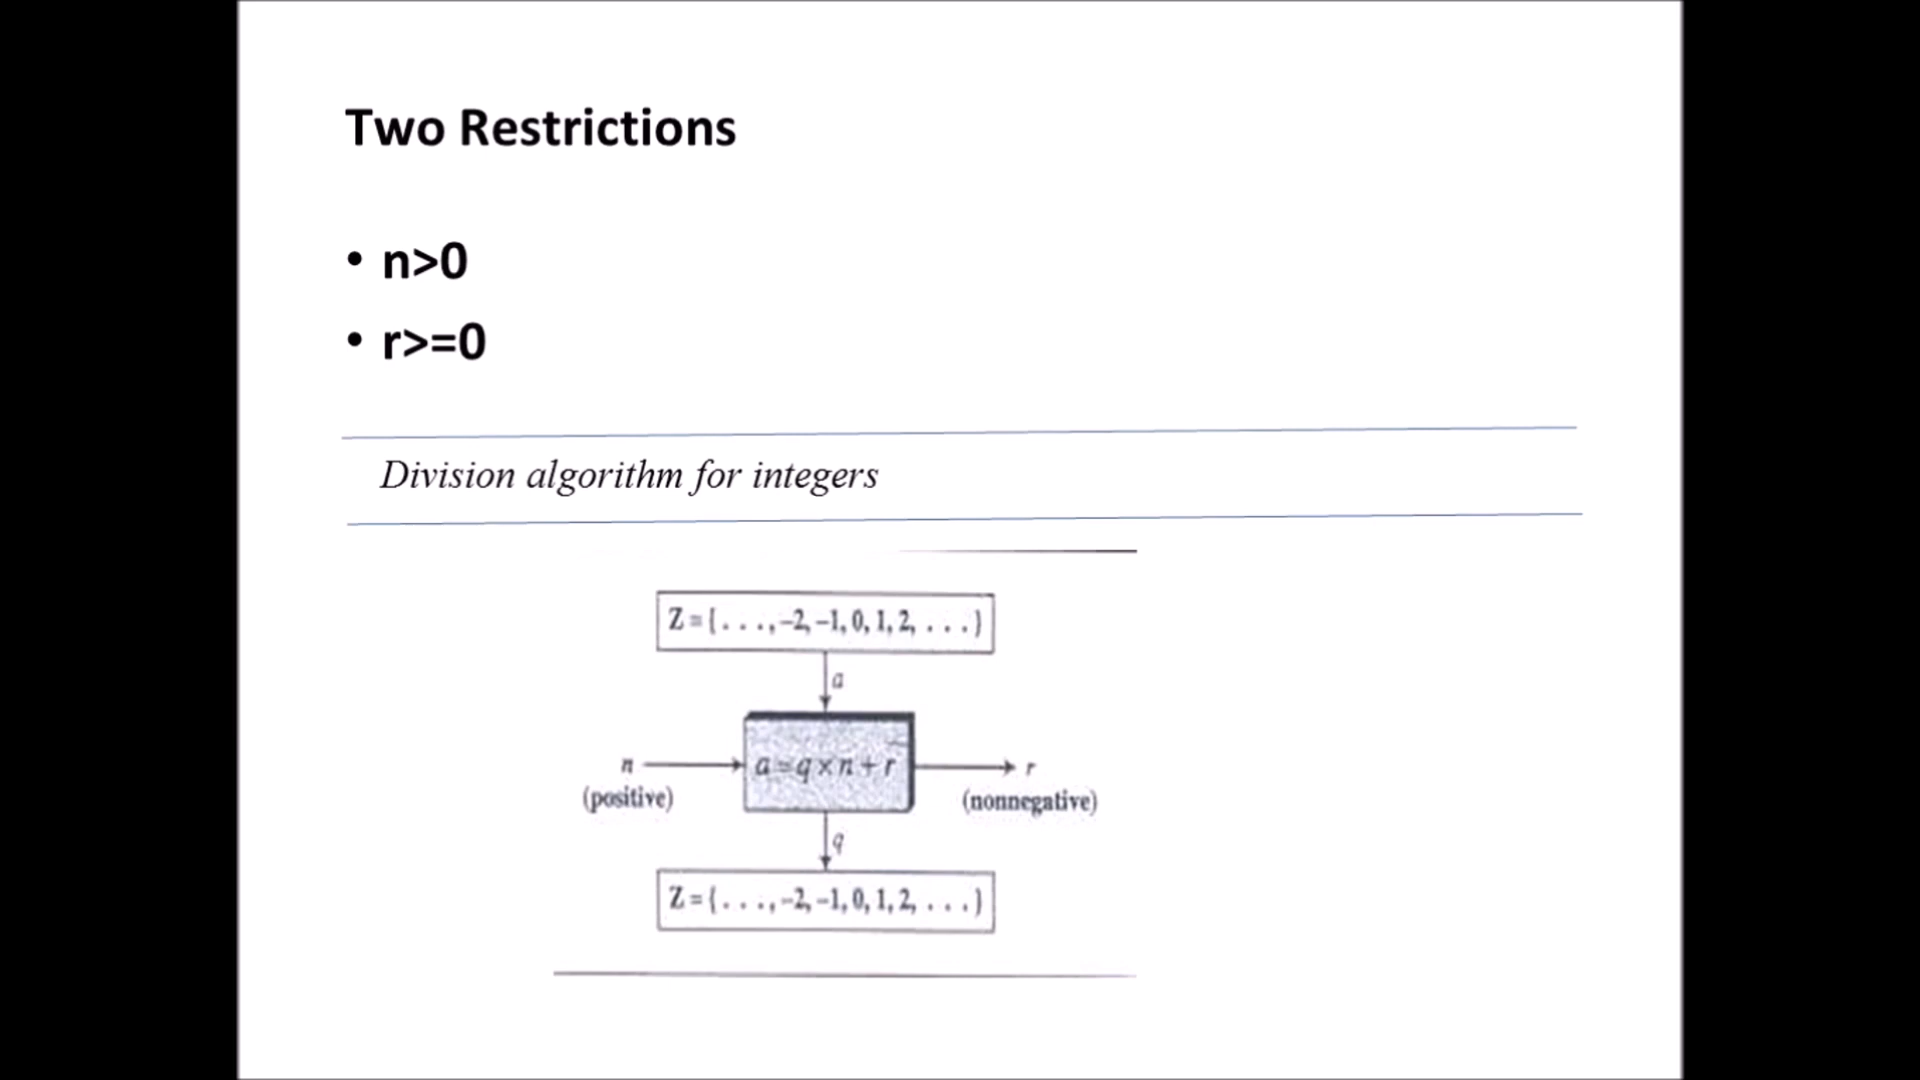 Two Restrictions
• n>0
• r>=0
Division algorithm for integers
Z = { . . . , −2, −1, 0, 1, 2, . . . }
a
n
a = q × n + r
r
(positive)
(nonnegative)
q
Z = { . . . , −2, −1, 0, 1, 2, . . . }